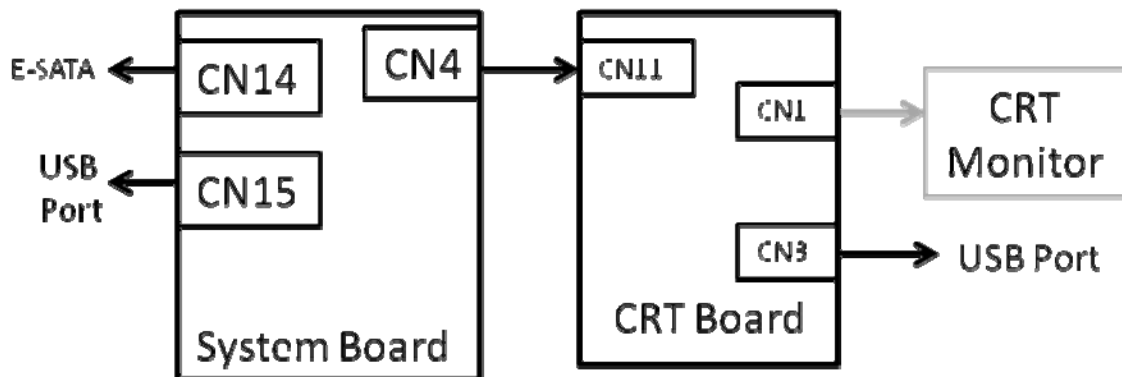 E-SATA
CN14
CN4
CN11
CN1
CRT
Monitor
USB
Port
CN15
CN3
USB Port
System Board
CRT Board